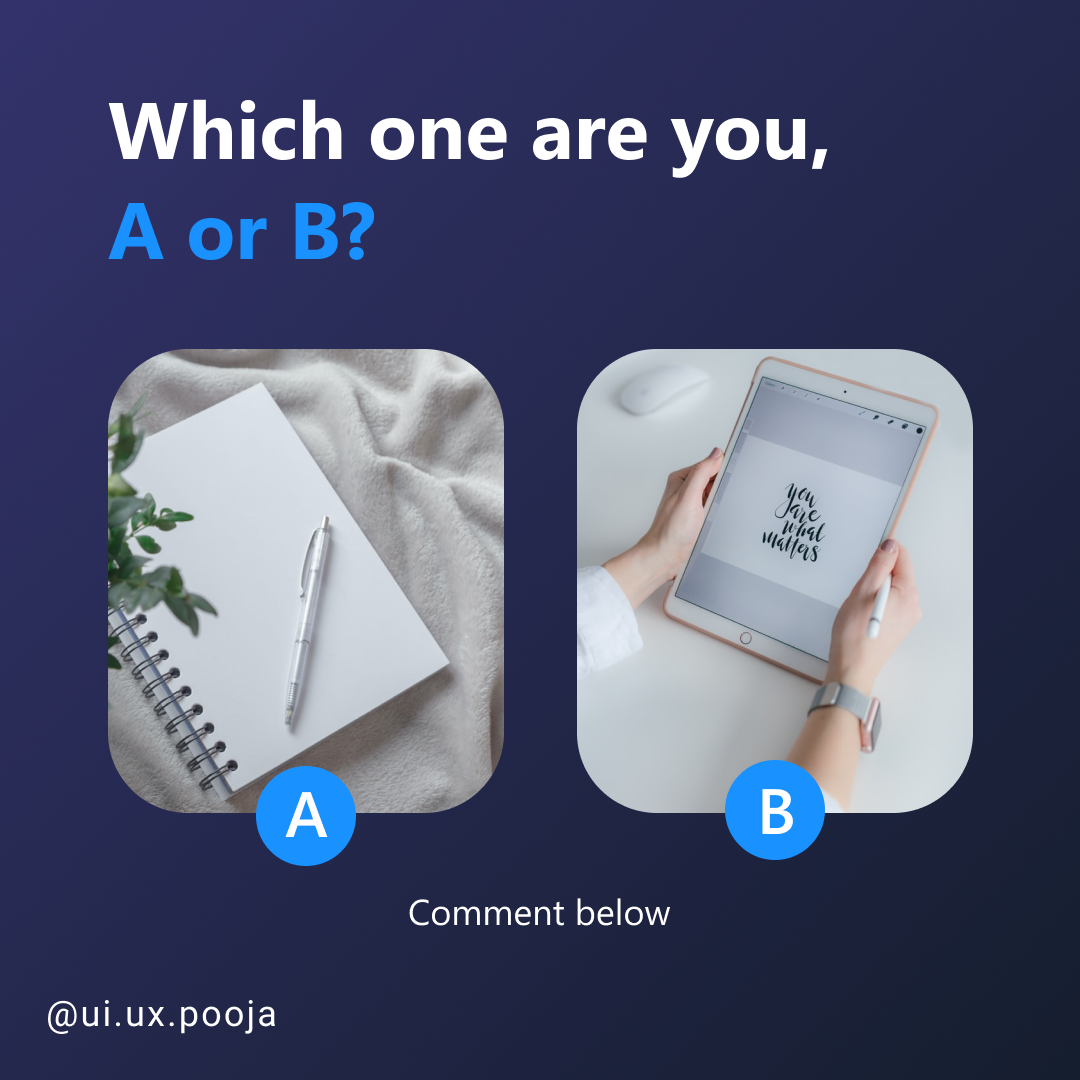 Which one are you,
A or B?
you
are
what
matters
A
B
Comment below
@ui.ux.pooja